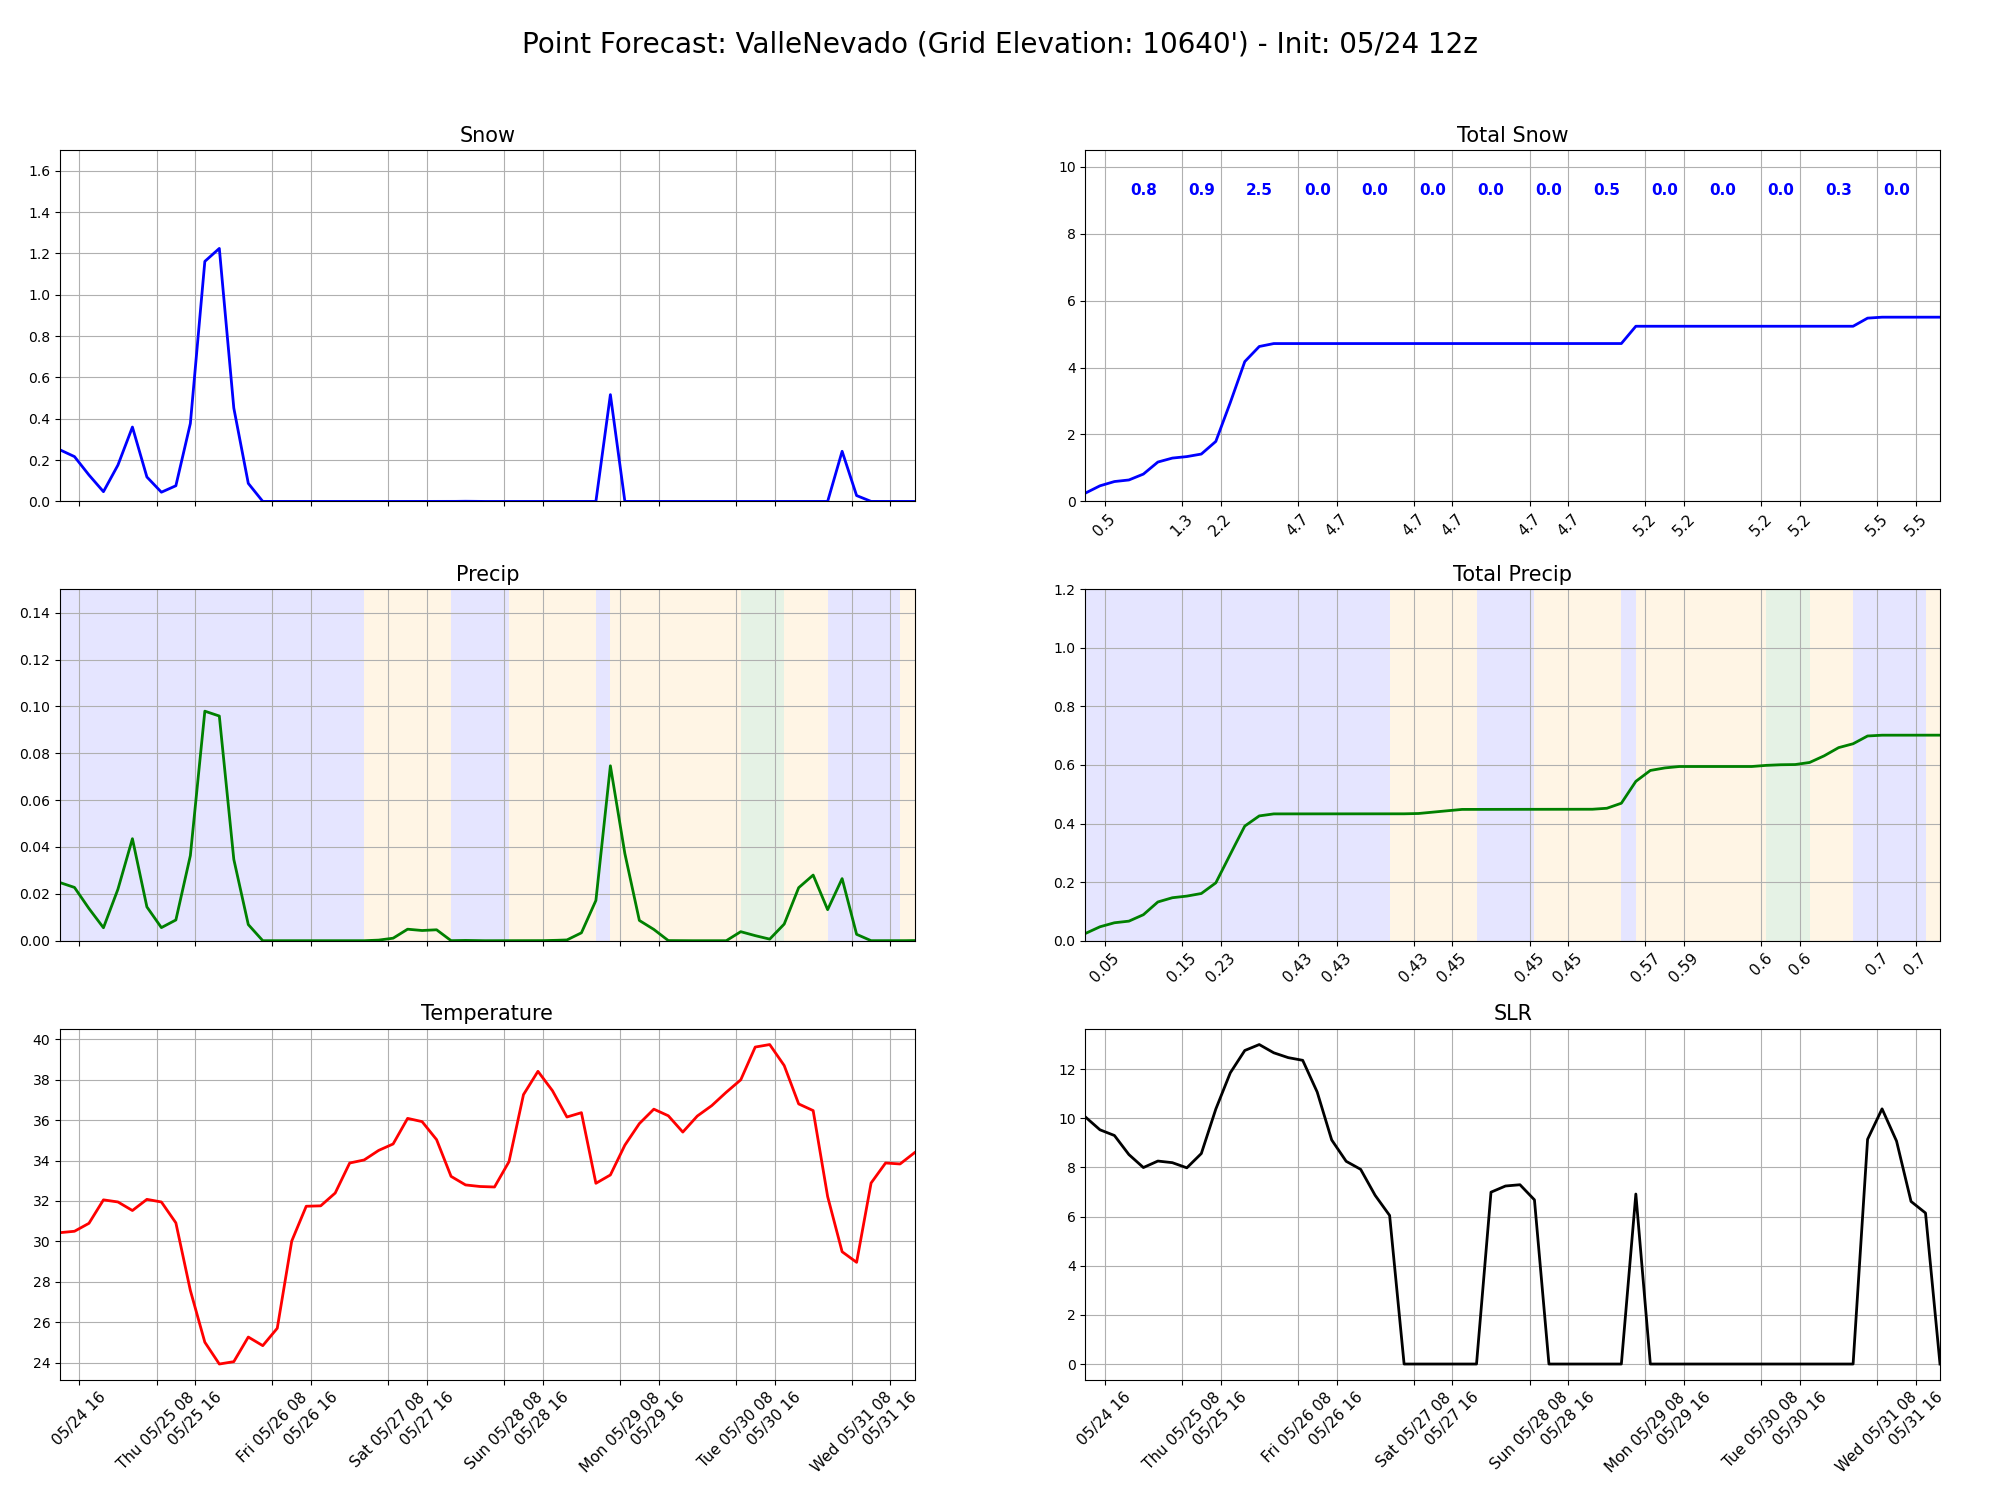 Point Forecast: ValleNevado (Grid Elevation: 10640') - Init: 05/24 12z
Snow
1.6
1.4
1.2
1.0
0.8
0.6
0.4
0.2
0.0
Total Snow
10
8
6
4
2
0
0.8 0.9 2.5 0.0 0.0 0.0 0.0 0.0 0.5 0.0 0.0 0.0 0.3 0.0
0.5 1.3 2.2 4.7 4.7 4.7 4.7 4.7 4.7 5.2 5.2 5.2 5.2 5.5 5.5
Precip
0.14
0.12
0.10
0.08
0.06
0.04
0.02
0.00
Total Precip
1.2
1.0
0.8
0.6
0.4
0.2
0.0
0.05 0.15 0.23 0.43 0.43 0.43 0.45 0.45 0.45 0.57 0.59 0.6 0.6 0.7 0.7
Temperature
40
38
36
34
32
30
28
26
24
05/24 16
Thu 05/25 08
05/25 16
Fri 05/26 08
05/26 16
Sat 05/27 08
05/27 16
Sun 05/28 08
05/28 16
Mon 05/29 08
05/29 16
Tue 05/30 08
05/30 16
Wed 05/31 08
05/31 16
SLR
12
10
8
6
4
2
0
05/24 16
Thu 05/25 08
05/25 16
Fri 05/26 08
05/26 16
Sat 05/27 08
05/27 16
Sun 05/28 08
05/28 16
Mon 05/29 08
05/29 16
Tue 05/30 08
05/30 16
Wed 05/31 08
05/31 16